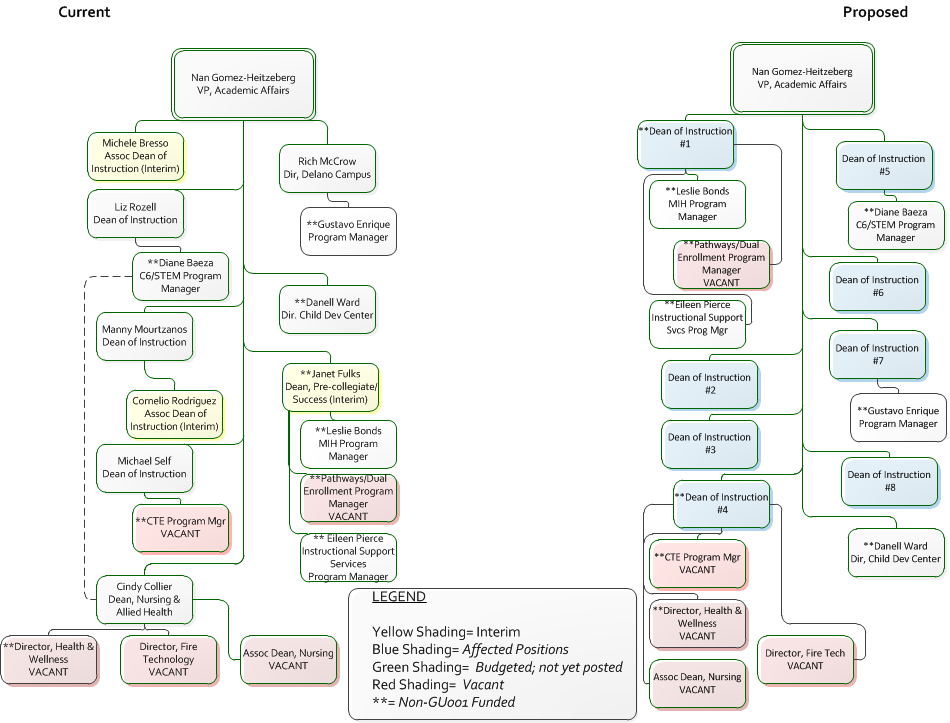 Current
Proposed
Nan Gomez-Heitzeberg
VP, Academic Affairs
Michele Bresso
Assoc Dean of
Instruction (Interim)
Rich McCrow
Dir, Delano Campus
Liz Rozell
Dean of Instruction
**Gustavo Enrique
Program Manager
**Diane Baeza
C6/STEM Program
Manager
**Danell Ward
Dir. Child Dev Center
Manny Mourtzanos
Dean of Instruction
**Janet Fulks
Dean, Pre-collegiate/
Success (Interim)
Cornelio Rodriguez
Assoc Dean of
Instruction (Interim)
**Leslie Bonds
MIH Program
Manager
Michael Self
Dean of Instruction
**Pathways/Dual
Enrollment Program
Manager
VACANT
**CTE Program Mgr
VACANT
** Eileen Pierce
Instructional Support
Services
Program Manager
Cindy Collier
Dean, Nursing &
Allied Health
**Director, Health &
Wellness
VACANT
Director, Fire
Technology
VACANT
Assoc Dean, Nursing
VACANT
LEGEND
Yellow Shading= Interim
Blue Shading= Affected Positions
Green Shading= Budgeted; not yet posted
Red Shading= Vacant
**= Non-GU001 Funded
Nan Gomez-Heitzeberg
VP, Academic Affairs
**Dean of Instruction
#1
Dean of Instruction
#5
**Leslie Bonds
MIH Program
Manager
**Diane Baeza
C6/STEM Program
Manager
**Pathways/Dual
Enrollment Program
Manager
VACANT
Dean of Instruction
#6
**Eileen Pierce
Instructional Support
Svcs Prog Mgr
Dean of Instruction
#7
Dean of Instruction
#2
**Gustavo Enrique
Program Manager
Dean of Instruction
#3
Dean of Instruction
#8
**Dean of Instruction
#4
**Danell Ward
Dir, Child Dev Center
**CTE Program Mgr
VACANT
**Director, Health &
Wellness
VACANT
Director, Fire Tech
VACANT
Assoc Dean, Nursing
VACANT